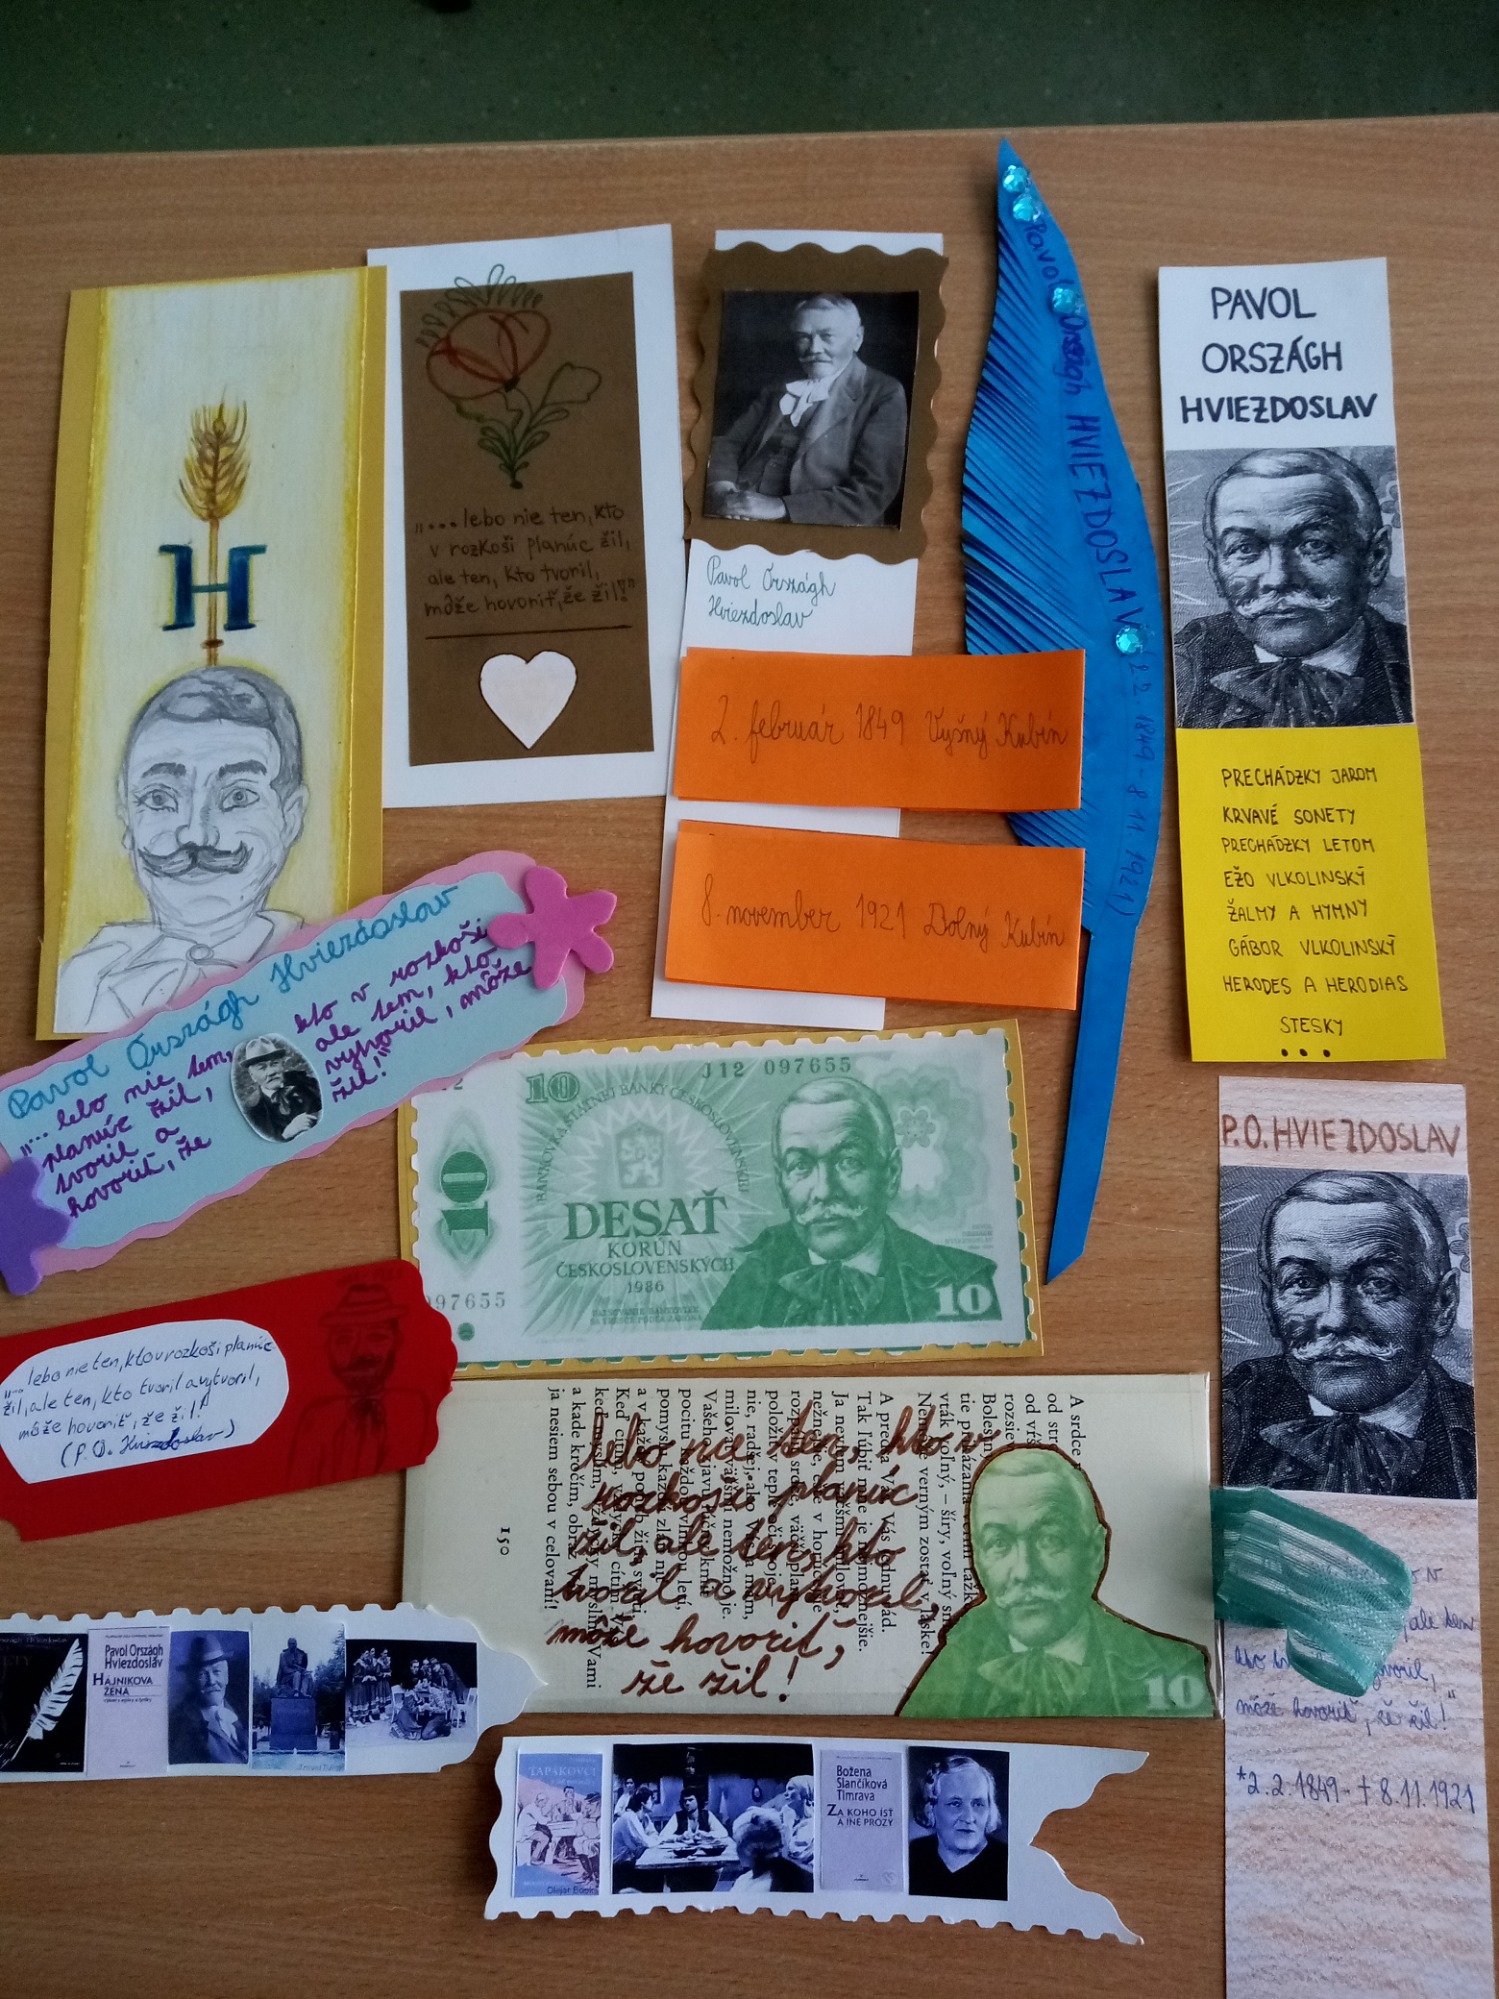 H
„... lebo nie ten, kto
v rozkoši planúc žil,
ale ten, kto tvoril,
môže hovoriť, že žil!"
Pavol Országh
Hviezdoslav
2. február 1849 Vyšný Kubín
8. november 1921 Dolný Kubín
Pavol Országh HVIEZDOSLAV (2.2.1849 - 8.11.1921)
PAVOL
ORSZÁGH
HVIEZDOSLAV
PRECHÁDZKY JAROM
KRVAVÉ SONETY
PRECHÁDZKY LETOM
EŽO VLKOLINSKÝ
ŽALMY A HYMNY
GÁBOR VLKOLINSKÝ
HERODES A HERODIAS
STESKY
...
Pavol Országh Hviezdoslav
„... lebo nie ten, kto v rozkoši
planúc žil, ale ten, kto
tvoril a vyhoril, môže
hovoriť, že žil!"
10
J12 097655
BANKOVKA ŠTÁTNEJ BANKY ČESKOSLOVENSKEJ
10
DESAŤ
KORÚN
ČESKOSLOVENSKÝCH
1986
097655
10
„... lebo nie ten, kto v rozkoši planúc
žil, ale ten, kto tvoril a vytvoril,
môže hovoriť, že žil!
(P. O. Hviezdoslav)
lebo nie ten, kto v
rozkoši planúc
žil, ale ten, kto
tvoril a vyhoril,
môže hovoriť,
že žil!
150
ja nesiem sebou v celovaní!
10
P.O. HVIEZDOSLAV
ale ten
môže hovoriť, že žil!"
*2.2.1849 - † 8.11.1921
Pavol Országh
Hviezdoslav
HÁJNIKOVA
ŽENA
ŤAPÁKOVCI
Božena
Slančíková
Timrava
ZA KOHO ÍSŤ
A INÉ PRÓZY